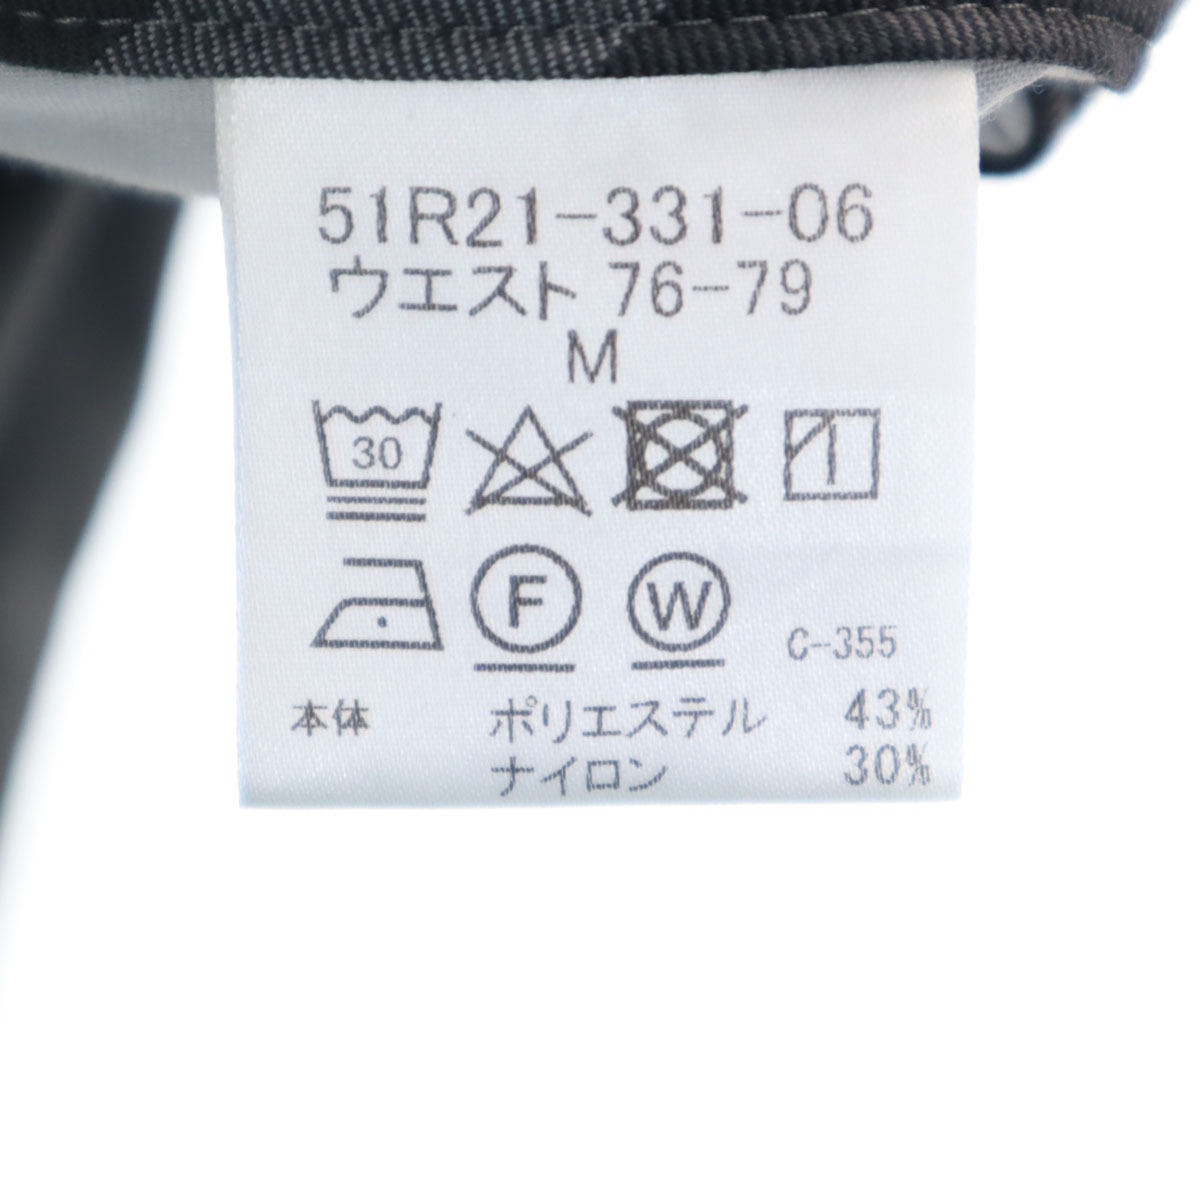 51R21-331-06
ウエスト 76-79
M
30
F W C-355
本体 ポリエステル 43%
ナイロン 30%